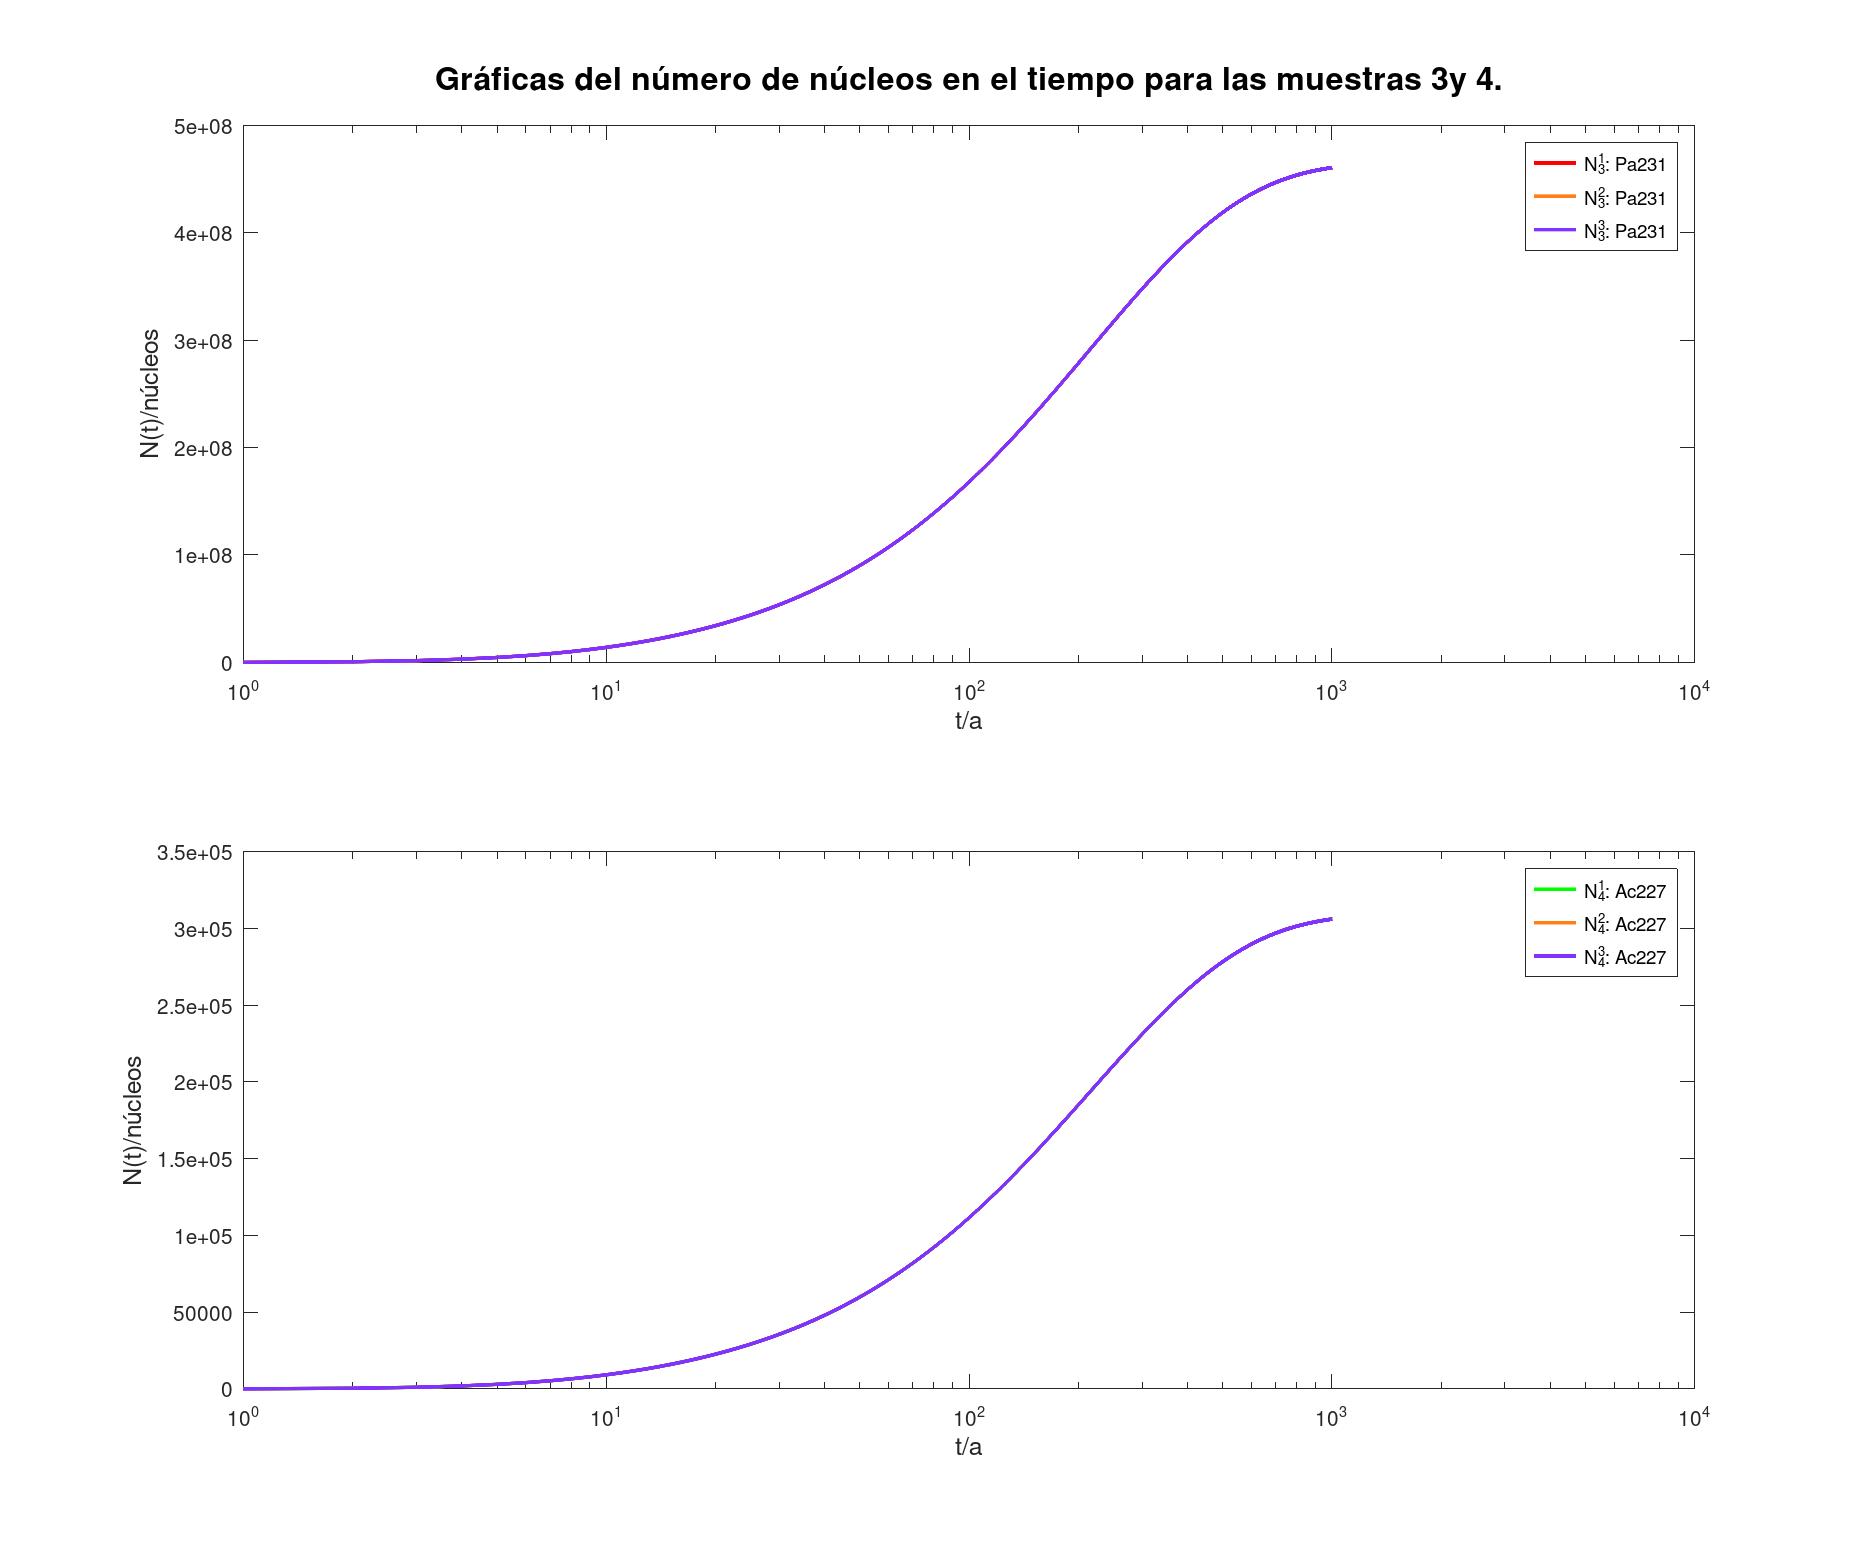 Gráficas del número de núcleos en el tiempo para las muestras 3y 4.
5e+08
4e+08
3e+08
2e+08
1e+08
0
N(t)/núcleos
10⁰ 10¹ 10² 10³ 10⁴
t/a
N₃¹: Pa231
N₃²: Pa231
N₃³: Pa231
3.5e+05
3e+05
2.5e+05
2e+05
1.5e+05
1e+05
50000
0
N(t)/núcleos
10⁰ 10¹ 10² 10³ 10⁴
t/a
N₄¹: Ac227
N₄²: Ac227
N₄³: Ac227